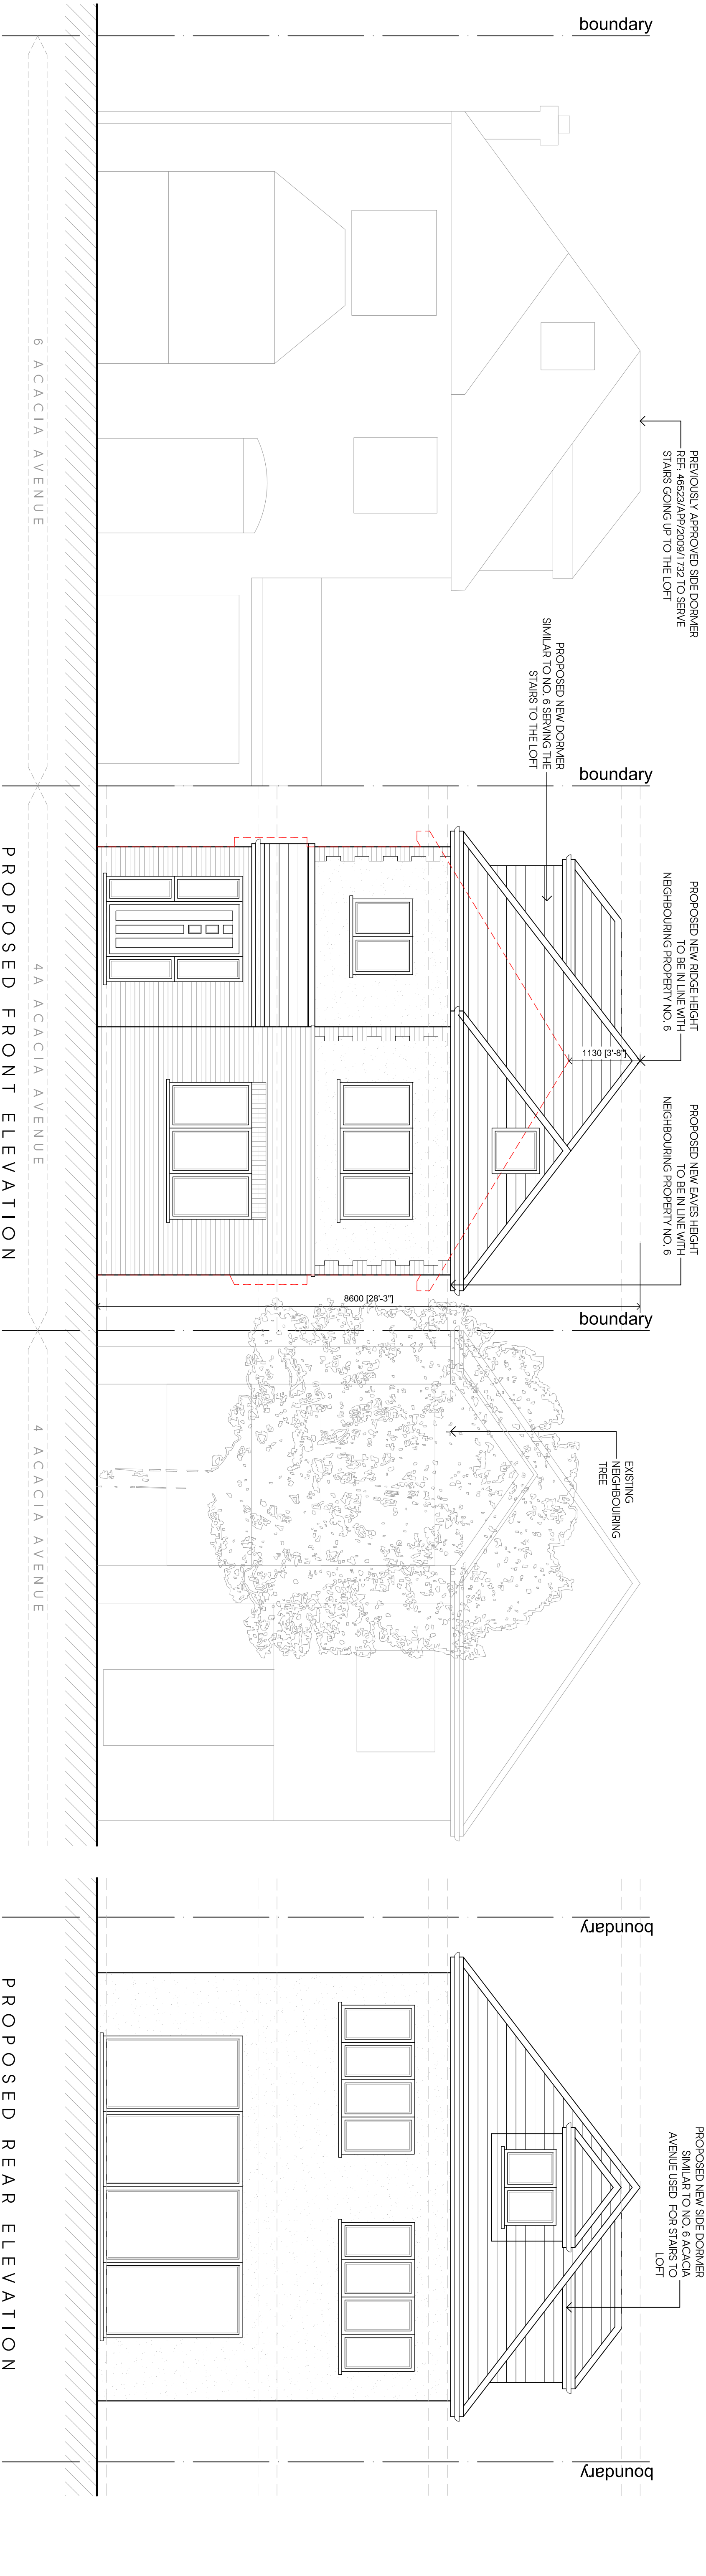 boundary
PREVIOUSLY APPROVED SIDE DORMER
REF: 46523/APP/2009/1732 TO SERVE
STAIRS GOING UP TO THE LOFT
PROPOSED NEW DORMER
SIMILAR TO NO. 6 SERVING THE
STAIRS TO THE LOFT
boundary
PROPOSED NEW RIDGE HEIGHT
TO BE IN LINE WITH
NEIGHBOURING PROPERTY NO. 6
1130 [3'-8"]
PROPOSED NEW EAVES HEIGHT
TO BE IN LINE WITH
NEIGHBOURING PROPERTY NO. 6
8600 [28'-3"]
boundary
EXISTING
NEIGHBOURING
TREE
6 ACACIA AVENUE
4A ACACIA AVENUE
4 ACACIA AVENUE
PROPOSED FRONT ELEVATION
boundary
PROPOSED NEW SIDE DORMER
SIMILAR TO NO. 6 ACACIA
AVENUE USED FOR STAIRS TO
LOFT
boundary
PROPOSED REAR ELEVATION